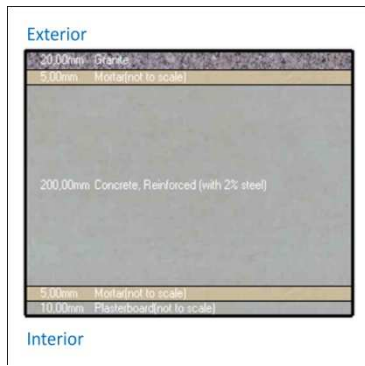 Exterior
20,00mm Granite
5,00mm Mortar(not to scale)
200,00mm Concrete, Reinforced (with 2% steel)
5,00mm Mortar(not to scale)
10,00mm Plasterboard(not to scale)
Interior